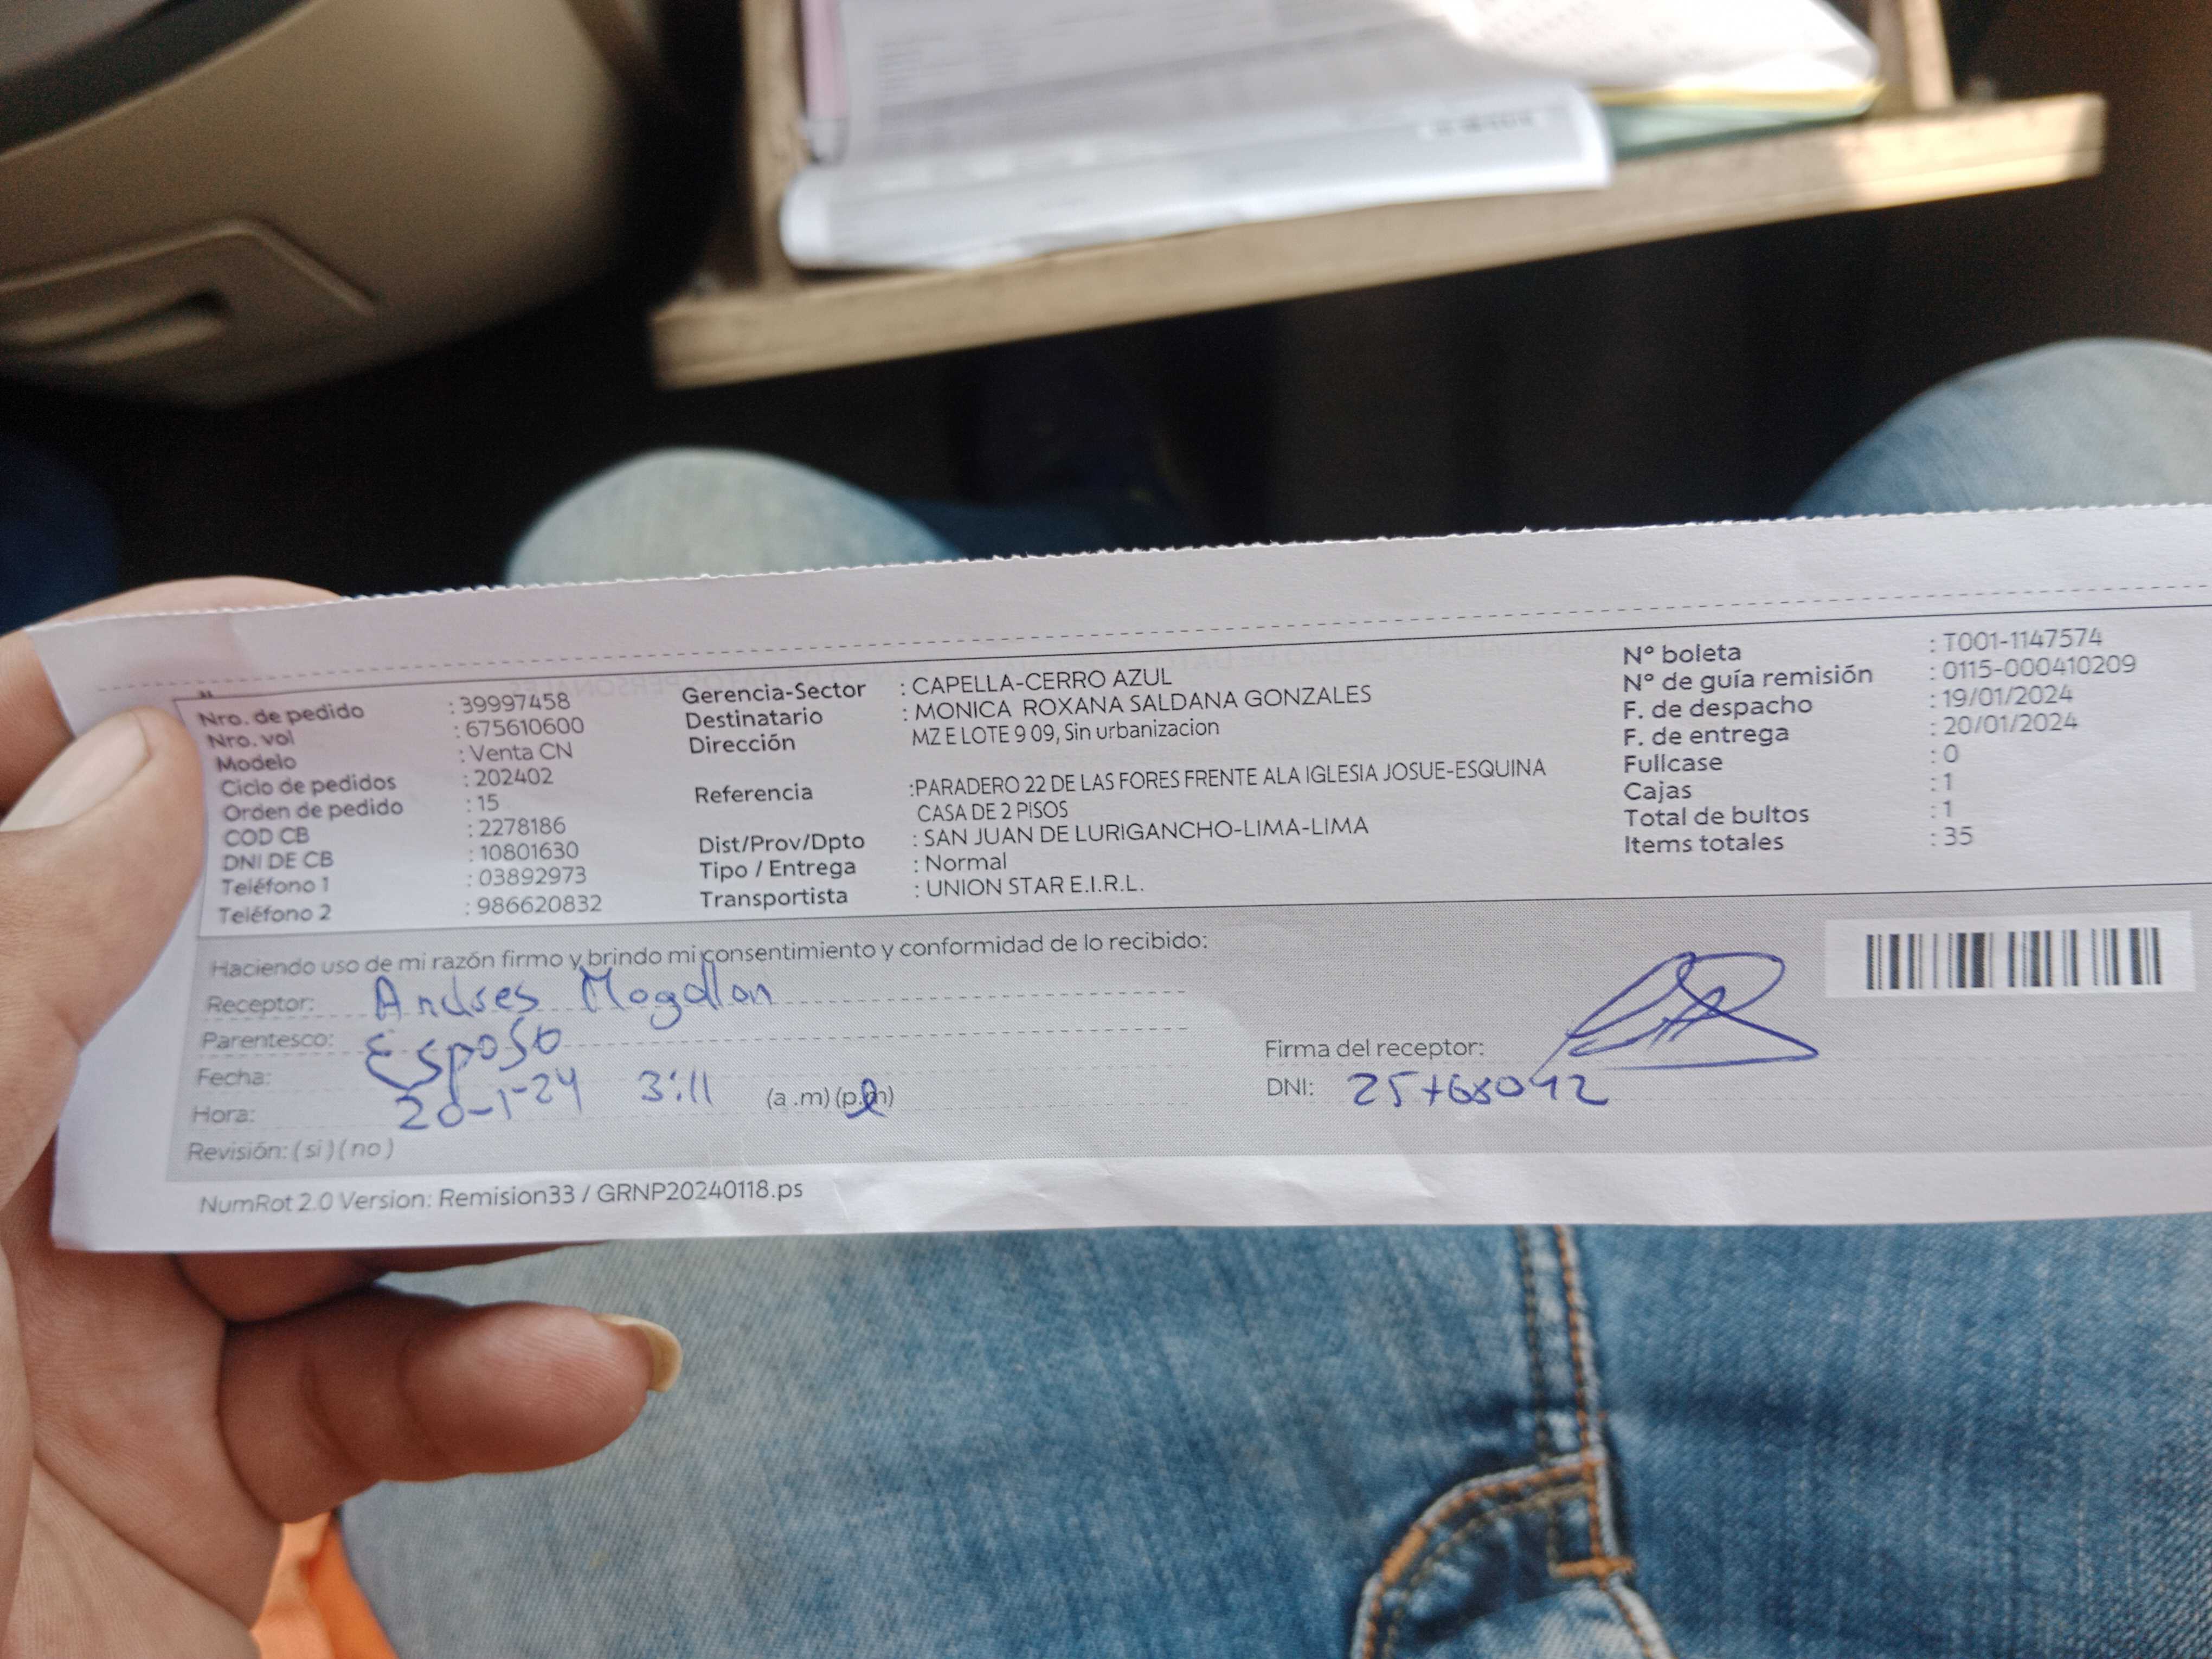 Nro. de pedido : 39997458
Nro. vol : 675610600
Modelo : Venta CN
Ciclo de pedidos : 202402
Orden de pedido : 15
COD CB : 2278186
DNI DE CB : 10801630
Teléfono 1 : 03892973
Teléfono 2 : 986620832
Gerencia-Sector : CAPELLA-CERRO AZUL
Destinatario : MONICA ROXANA SALDANA GONZALES
Dirección MZ E LOTE 9 09, Sin urbanizacion
Referencia :PARADERO 22 DE LAS FORES FRENTE ALA IGLESIA JOSUE-ESQUINA
CASA DE 2 PISOS
Dist/Prov/Dpto : SAN JUAN DE LURIGANCHO-LIMA-LIMA
Tipo / Entrega : Normal
Transportista : UNION STAR E.I.R.L.
Nº boleta : T001-1147574
Nº de guía remisión : 0115-000410209
F. de despacho : 19/01/2024
F. de entrega : 20/01/2024
Fullcase : 0
Cajas : 1
Total de bultos : 1
Items totales : 35
Haciendo uso de mi razón firmo y brindo mi consentimiento y conformidad de lo recibido:
Receptor: Andres Mogollon
Parentesco: Esposo
Fecha: 20-1-24
Hora: 3:11 (a .m) (p.m)
Revisión: ( si ) ( no )
Firma del receptor:
DNI: 25768042
NumRot 2.0 Version: Remision33 / GRNP20240118.ps